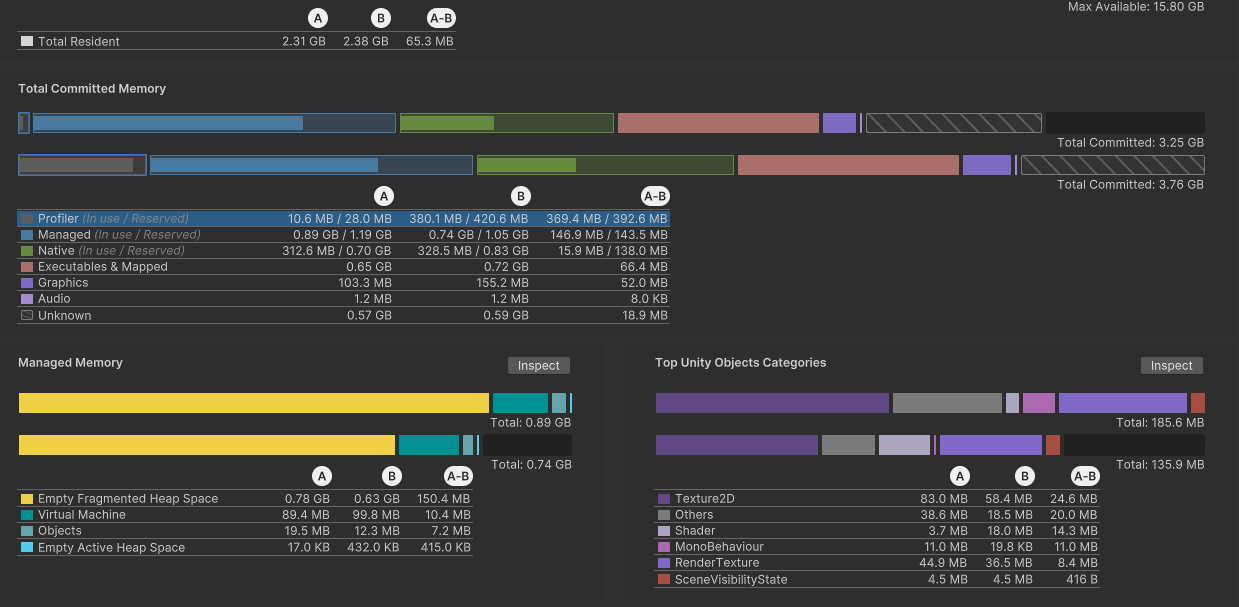 Max Available: 15.80 GB
A B A-B
Total Resident 2.31 GB 2.38 GB 65.3 MB
Total Committed Memory
Total Committed: 3.25 GB
Total Committed: 3.76 GB
A B A-B
Profiler (In use / Reserved) 10.6 MB / 28.0 MB 380.1 MB / 420.6 MB 369.4 MB / 392.6 MB
Managed (In use / Reserved) 0.89 GB / 1.19 GB 0.74 GB / 1.05 GB 146.9 MB / 143.5 MB
Native (In use / Reserved) 312.6 MB / 0.70 GB 328.5 MB / 0.83 GB 15.9 MB / 138.0 MB
Executables & Mapped 0.65 GB 0.72 GB 66.4 MB
Graphics 103.3 MB 155.2 MB 52.0 MB
Audio 1.2 MB 1.2 MB 8.0 KB
Unknown 0.57 GB 0.59 GB 18.9 MB
Managed Memory Inspect
Total: 0.89 GB
Total: 0.74 GB
A B A-B
Empty Fragmented Heap Space 0.78 GB 0.63 GB 150.4 MB
Virtual Machine 89.4 MB 99.8 MB 10.4 MB
Objects 19.5 MB 12.3 MB 7.2 MB
Empty Active Heap Space 17.0 KB 432.0 KB 415.0 KB
Top Unity Objects Categories Inspect
Total: 185.6 MB
Total: 135.9 MB
A B A-B
Texture2D 83.0 MB 58.4 MB 24.6 MB
Others 38.6 MB 18.5 MB 20.0 MB
Shader 3.7 MB 18.0 MB 14.3 MB
MonoBehaviour 11.0 MB 19.8 KB 11.0 MB
RenderTexture 44.9 MB 36.5 MB 8.4 MB
SceneVisibilityState 4.5 MB 4.5 MB 416 B